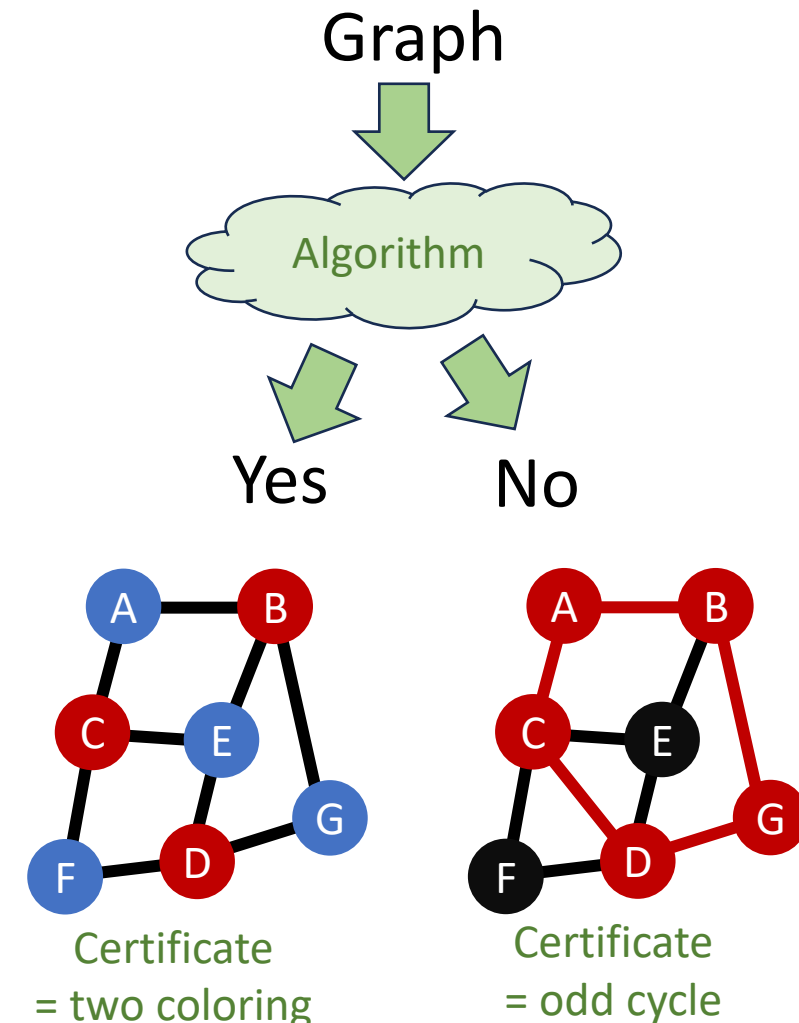 Graph
Algorithm
Yes
No
A
B
C
E
G
D
F
Certificate
= two coloring
A
B
C
E
G
D
F
Certificate
= odd cycle